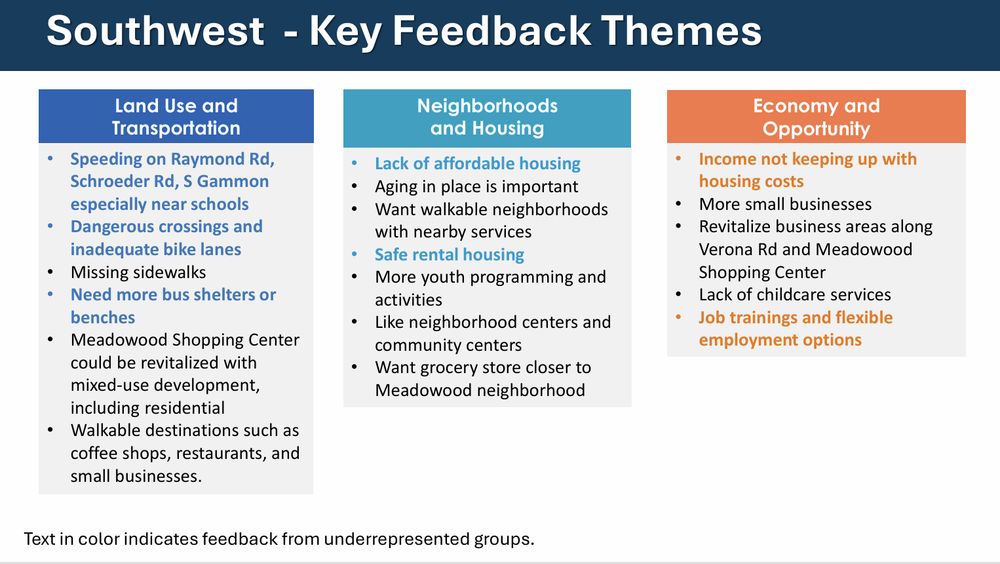 Southwest - Key Feedback Themes
Land Use and
Transportation
• Speeding on Raymond Rd,
Schroeder Rd, S Gammon
especially near schools
• Dangerous crossings and
inadequate bike lanes
• Missing sidewalks
• Need more bus shelters or
benches
• Meadowood Shopping Center
could be revitalized with
mixed-use development,
including residential
• Walkable destinations such as
coffee shops, restaurants, and
small businesses.
Neighborhoods
and Housing
• Lack of affordable housing
• Aging in place is important
• Want walkable neighborhoods
with nearby services
• Safe rental housing
• More youth programming and
activities
• Like neighborhood centers and
community centers
• Want grocery store closer to
Meadowood neighborhood
Economy and
Opportunity
• Income not keeping up with
housing costs
• More small businesses
• Revitalize business areas along
Verona Rd and Meadowood
Shopping Center
• Lack of childcare services
• Job trainings and flexible
employment options
Text in color indicates feedback from underrepresented groups.